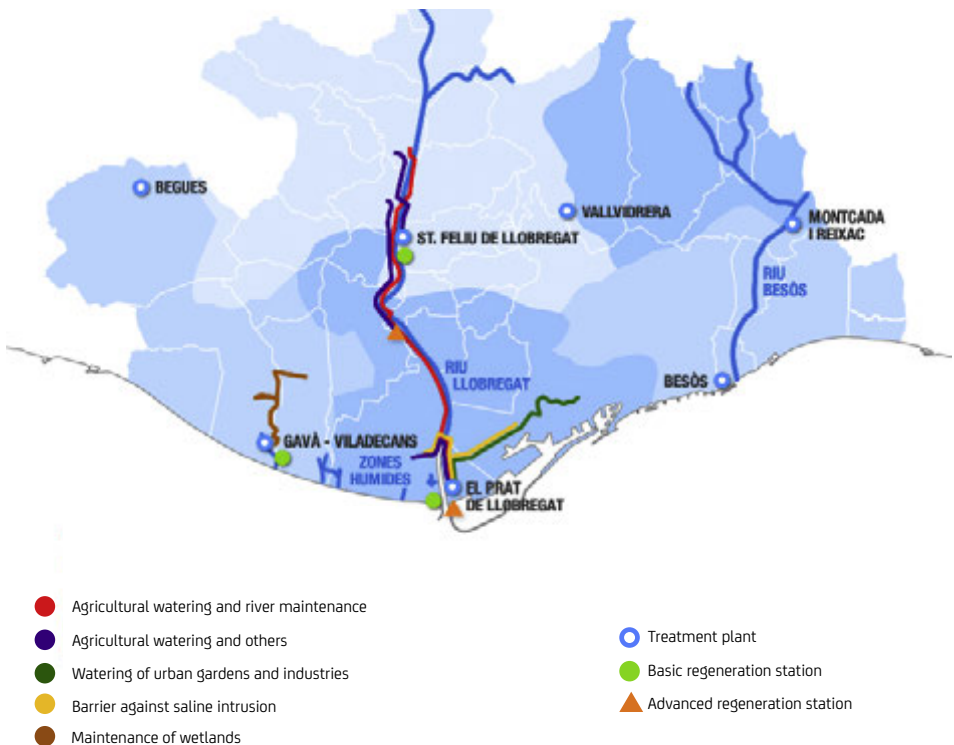 BEGUES
VALLVIDRERA
ST. FELIU DE LLOBREGAT
MONTCADA
I REIXAC
RIU
BESÒS
RIU
LLOBREGAT
BESÒS
GAVÀ - VILADECANS
ZONES
HUMIDES
EL PRAT
DE LLOBREGAT
Agricultural watering and river maintenance
Agricultural watering and others
Watering of urban gardens and industries
Barrier against saline intrusion
Maintenance of wetlands
Treatment plant
Basic regeneration station
Advanced regeneration station